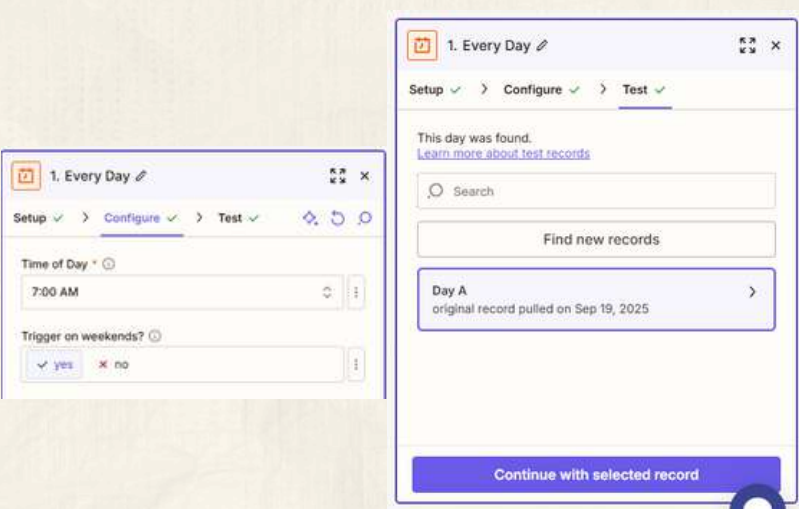 1. Every Day
Setup > Configure > Test
Time of Day *
7:00 AM
Trigger on weekends?
yes no
1. Every Day
Setup > Configure > Test
This day was found.
Learn more about test records
Search
Find new records
Day A
original record pulled on Sep 19, 2025
Continue with selected record